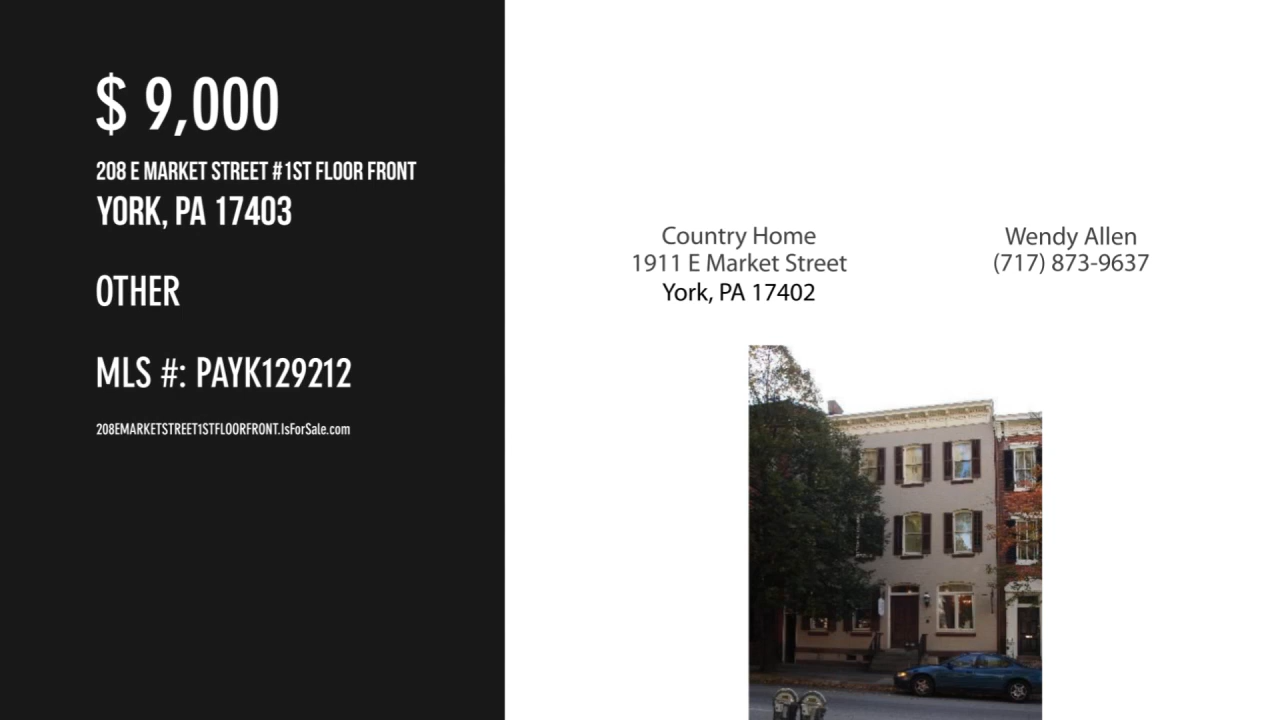 $ 9,000
208 E MARKET STREET #1ST FLOOR FRONT
YORK, PA 17403
OTHER
MLS #: PAYK129212
208EMARKETSTREET1STFLOORFRONT.IsForSale.com
Country Home
1911 E Market Street
York, PA 17402
Wendy Allen
(717) 873-9637